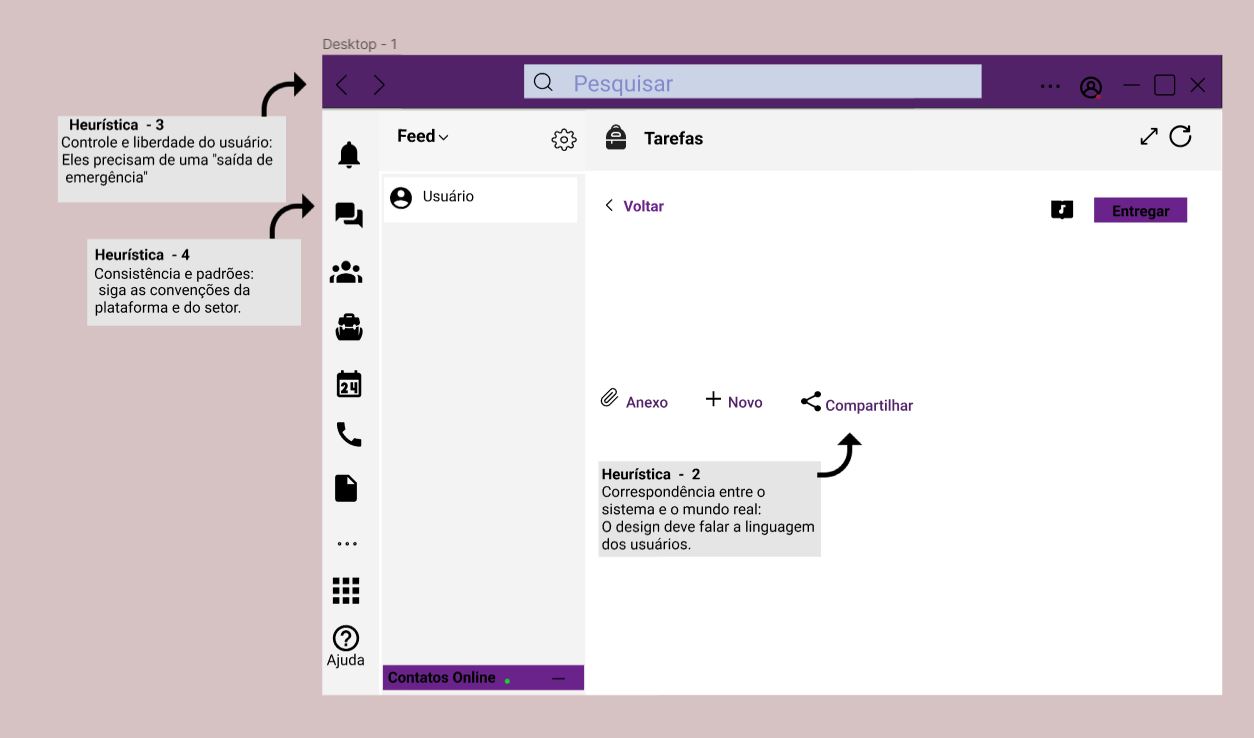 Desktop - 1
Pesquisar
Heurística - 3
Controle e liberdade do usuário:
Eles precisam de uma "saída de
emergência"
Heurística - 4
Consistência e padrões:
siga as convenções da
plataforma e do setor.
Feed
Tarefas
Usuário
Voltar
Entregar
24
Anexo
Novo
Compartilhar
Heurística - 2
Correspondência entre o
sistema e o mundo real:
O design deve falar a linguagem
dos usuários.
?
Ajuda
Contatos Online